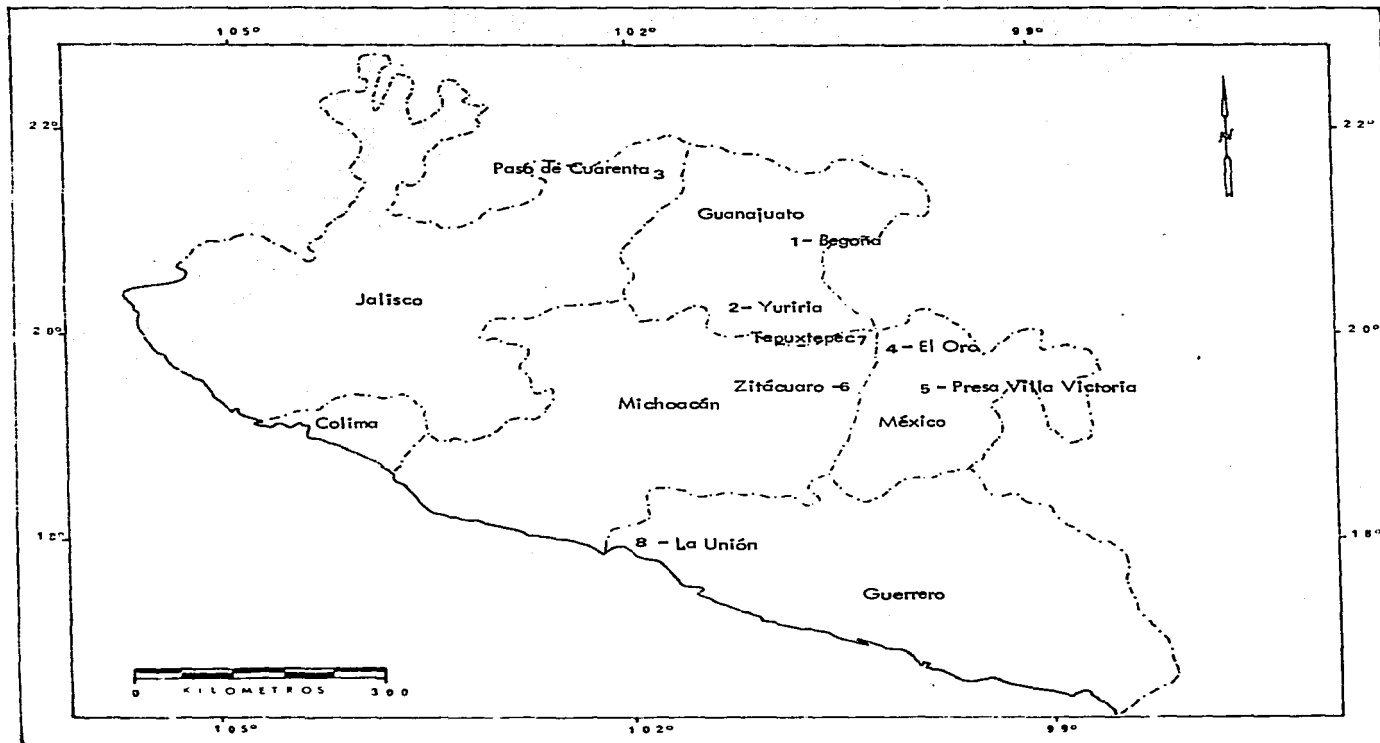 105° 102° 99°
22° 22°
N
Paso de Cuarenta 3
Guanajuato
1- Begoña
Jalisco
2- Yuriria
20° 20°
Tepuxtepec 7
4- El Oro
Zitácuaro -6
5 - Presa Villa Victoria
Michoacán
Colima
México
18° 18°
8 - La Unión
Guerrero
0 KILOMETROS 300
105° 102° 99°